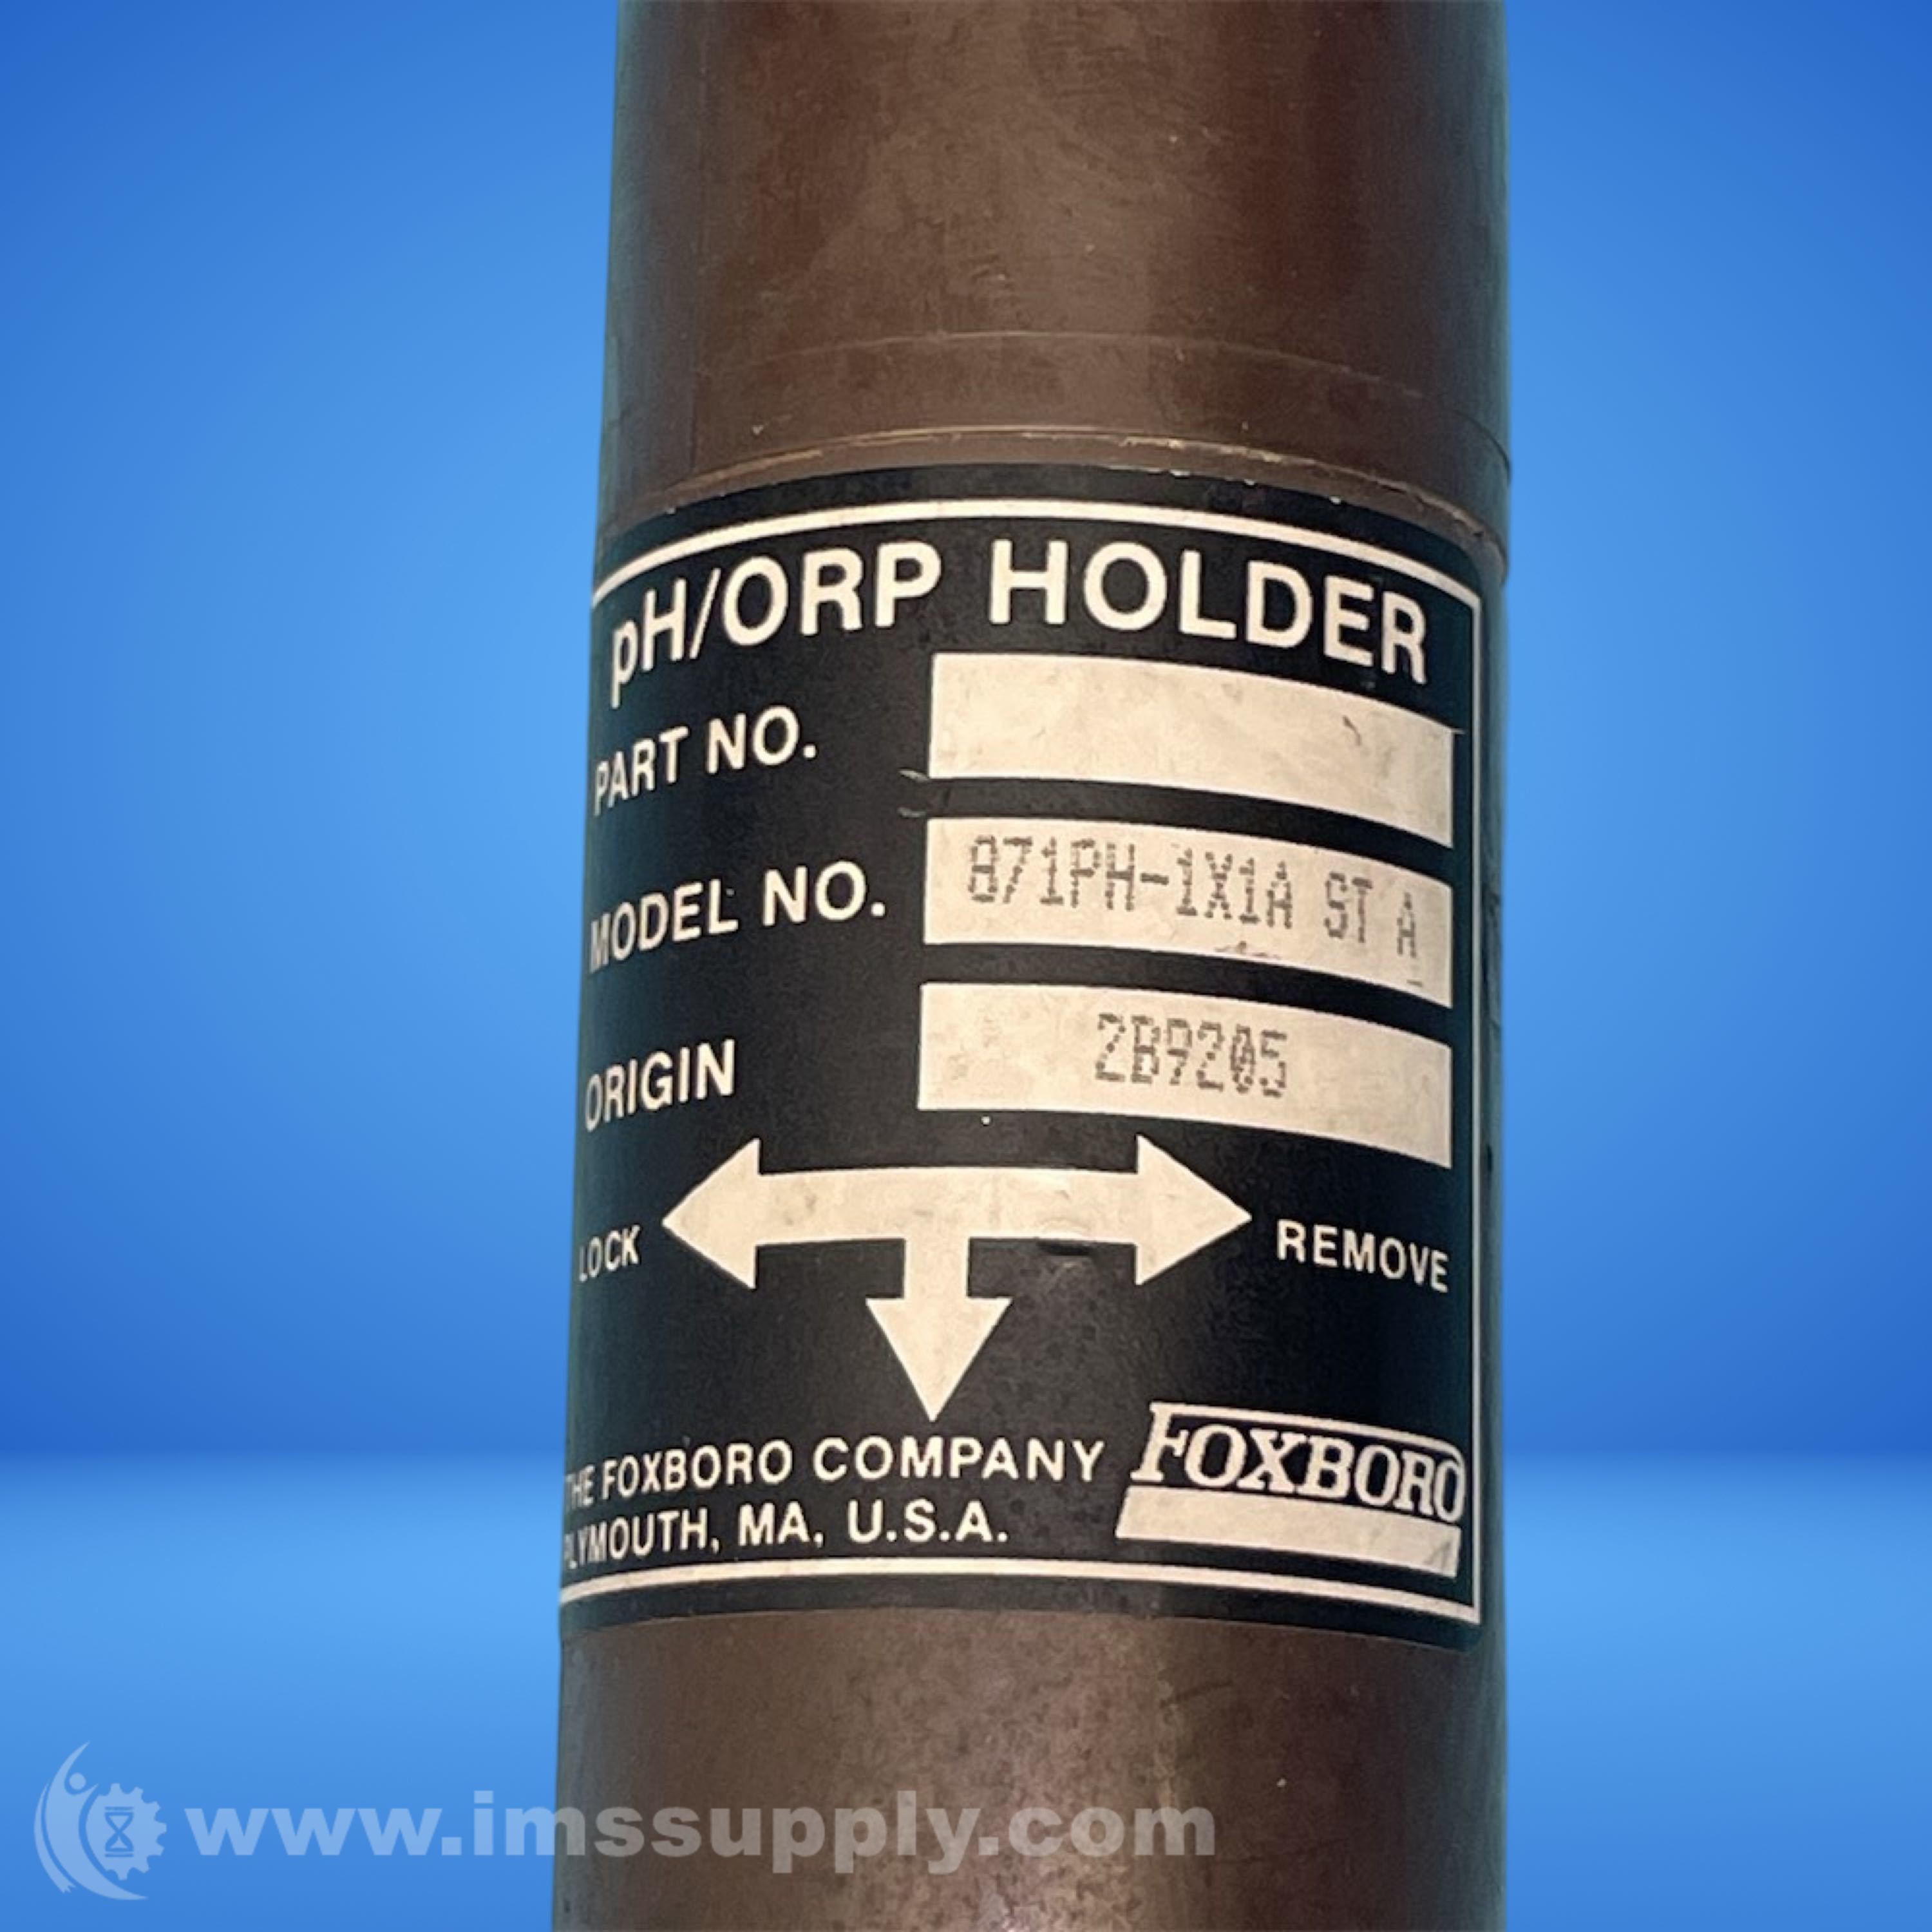 pH/ORP HOLDER
PART NO.
MODEL NO. 871PH-1X1A ST A
ORIGIN 2B9205
LOCK REMOVE
THE FOXBORO COMPANY
PLYMOUTH, MA, U.S.A.
FOXBORO
www.imssupply.com